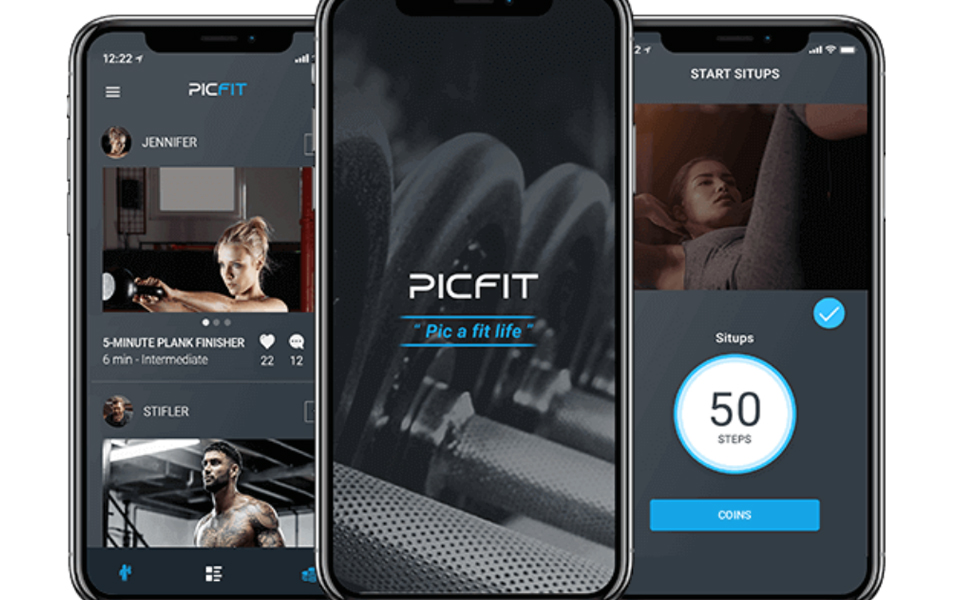 12:22
PICFIT
JENNIFER
5-MINUTE PLANK FINISHER
6 min - Intermediate
22
12
STIFLER
PICFIT
" Pic a fit life "
2
START SITUPS
Situps
50
STEPS
COINS